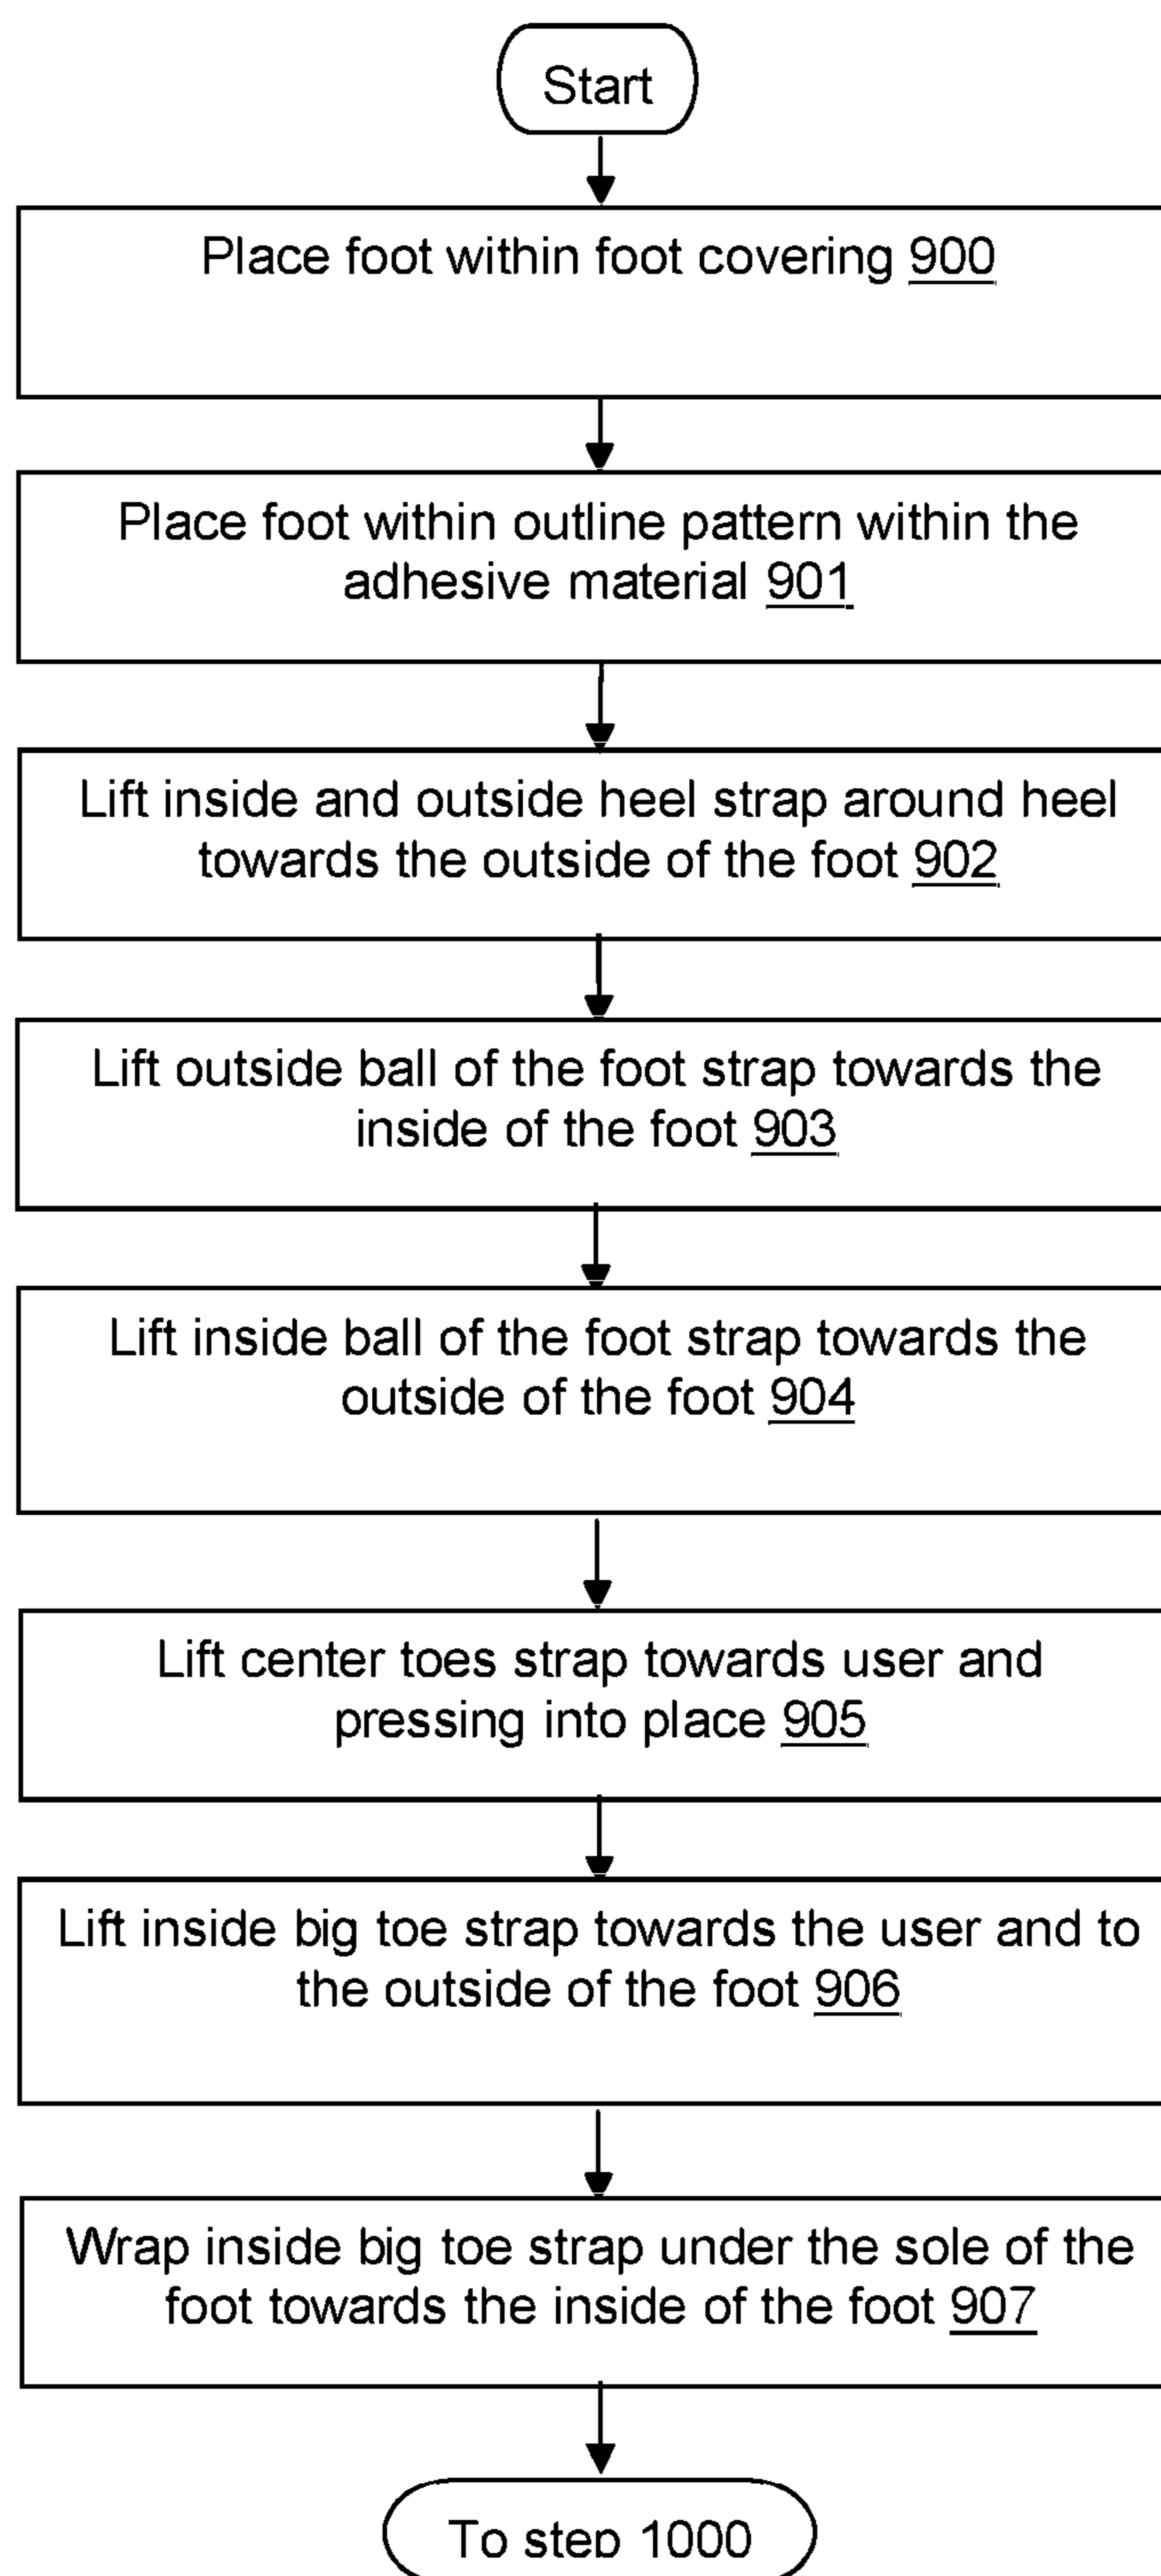 Start
Place foot within foot covering 900
Place foot within outline pattern within the
adhesive material 901
Lift inside and outside heel strap around heel
towards the outside of the foot 902
Lift outside ball of the foot strap towards the
inside of the foot 903
Lift inside ball of the foot strap towards the
outside of the foot 904
Lift center toes strap towards user and
pressing into place 905
Lift inside big toe strap towards the user and to
the outside of the foot 906
Wrap inside big toe strap under the sole of the
foot towards the inside of the foot 907
To step 1000